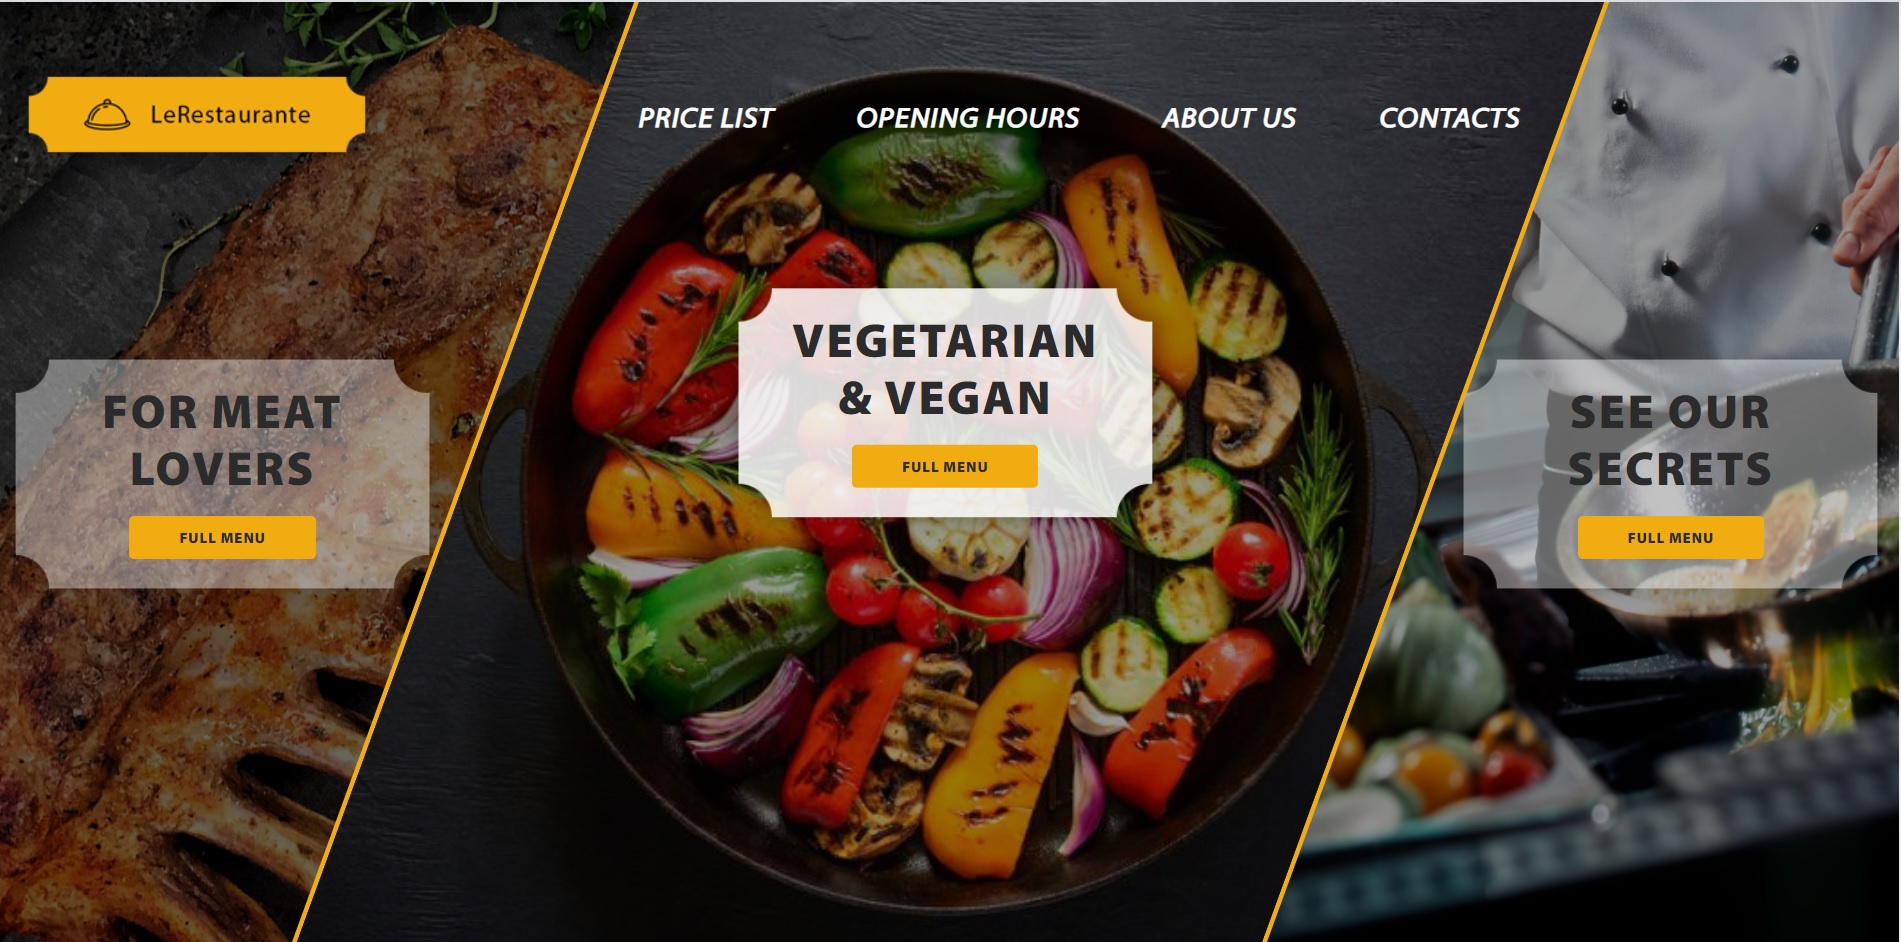 LeRestaurante
PRICE LIST
OPENING HOURS
ABOUT US
CONTACTS
FOR MEAT
LOVERS
FULL MENU
VEGETARIAN
& VEGAN
FULL MENU
SEE OUR
SECRETS
FULL MENU